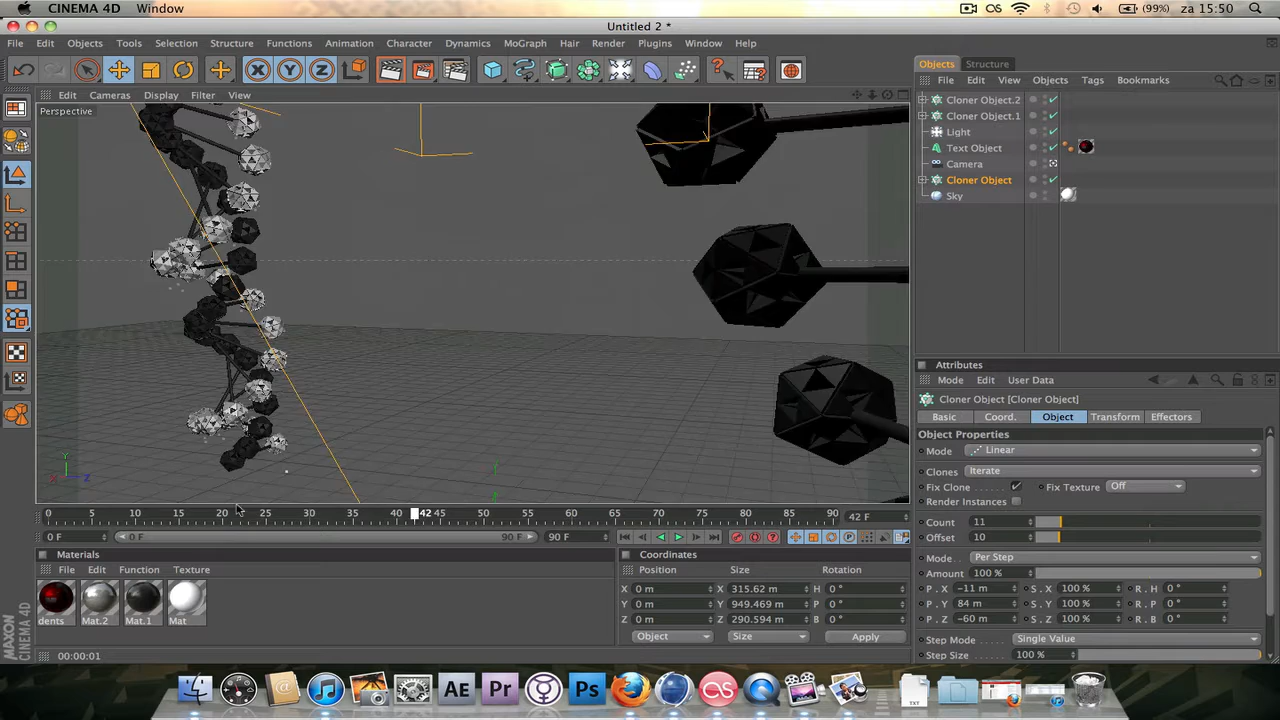 CINEMA 4D Window (99%) za 15:50
Untitled 2 *
File Edit Objects Tools Selection Structure Functions Animation Character Dynamics MoGraph Hair Render Plugins Window Help
Objects Structure
File Edit View Objects Tags Bookmarks
Edit Cameras Display Filter View
Perspective
Cloner Object.2
Cloner Object.1
Light
Text Object
Camera
Cloner Object
Sky
Attributes
Mode Edit User Data
Cloner Object [Cloner Object]
Basic Coord. Object Transform Effectors
Object Properties
Mode Linear
Clones Iterate
Fix Clone Fix Texture Off
Render Instances
Count 11
Offset 10
Mode Per Step
Amount 100 %
P . X -11 m S . X 100 % R . H 0 °
P . Y 84 m S . Y 100 % R . P 0 °
P . Z -60 m S . Z 100 % R . B 0 °
Step Mode Single Value
Step Size 100 %
Y
X Z
Y
0 5 10 15 20 25 30 35 40 42 45 50 55 60 65 70 75 80 85 90 42 F
0 F 0 F 90 F 90 F
Materials
File Edit Function Texture
dents Mat.2 Mat.1 Mat
Coordinates
Position Size Rotation
X 0 m X 315.62 m H 0 °
Y 0 m Y 949.469 m P 0 °
Z 0 m Z 290.594 m B 0 °
Object Size Apply
00:00:01
MAXON
CINEMA 4D
AE Pr Ps
TXT